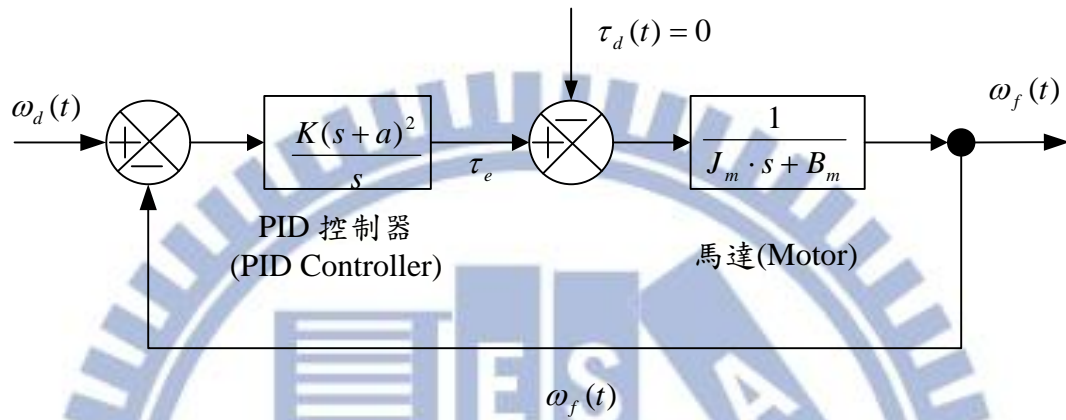 τ_d(t) = 0
ω_d(t)
ω_f(t)
+
−
K(s + a)²
s
τ_e
+
−
1
J_m · s + B_m
PID 控制器
(PID Controller)
馬達(Motor)
E S A
ω_f(t)